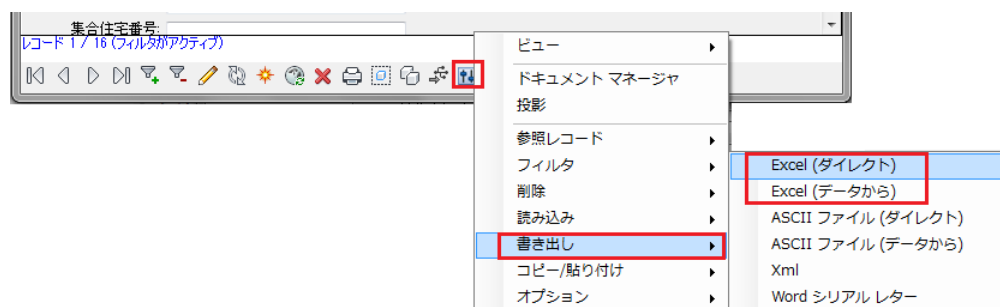 集合住宅番号:
レコード 1 / 16 (フィルタがアクティブ)
ビュー
ドキュメント マネージャ
投影
参照レコード
フィルタ
削除
読み込み
書き出し
コピー/貼り付け
オプション
Excel (ダイレクト)
Excel (データから)
ASCII ファイル (ダイレクト)
ASCII ファイル (データから)
Xml
Word シリアル レター